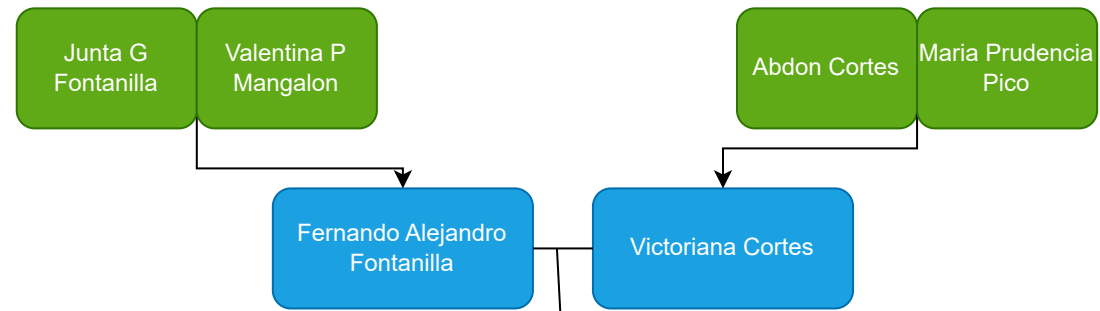 Junta G
Fontanilla
Valentina P
Mangalon
Abdon Cortes
Maria Prudencia
Pico
Fernando Alejandro
Fontanilla
Victoriana Cortes